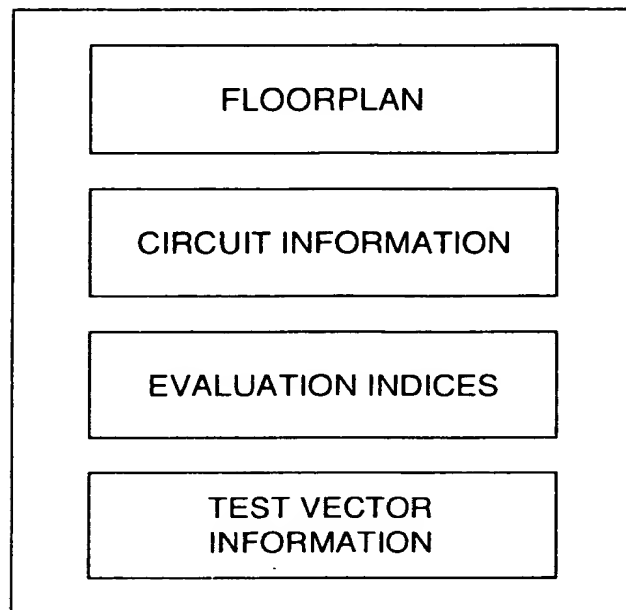 FLOORPLAN
CIRCUIT INFORMATION
EVALUATION INDICES
TEST VECTOR
INFORMATION